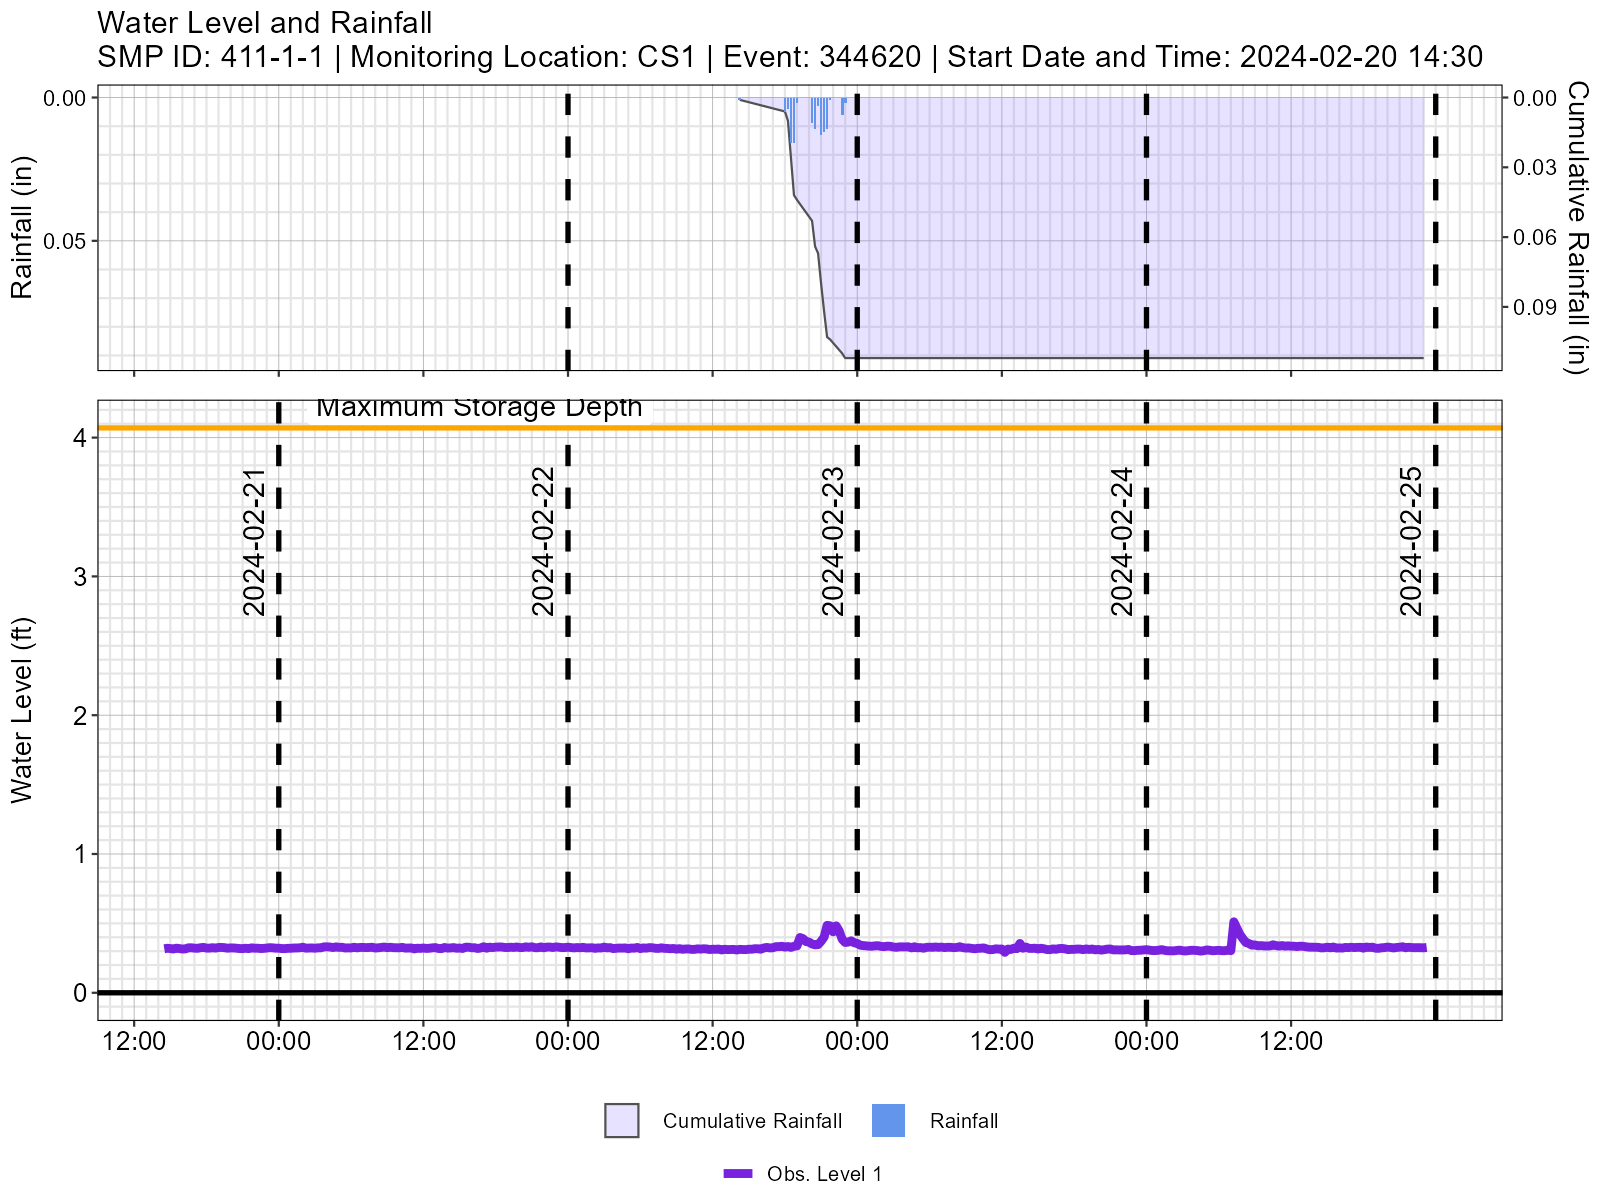 Water Level and Rainfall
SMP ID: 411-1-1 | Monitoring Location: CS1 | Event: 344620 | Start Date and Time: 2024-02-20 14:30
Rainfall (in)
0.00
0.05
Cumulative Rainfall (in)
0.00
0.03
0.06
0.09
Maximum Storage Depth
Water Level (ft)
4
3
2
1
0
2024-02-21
2024-02-22
2024-02-23
2024-02-24
2024-02-25
12:00 00:00 12:00 00:00 12:00 00:00 12:00 00:00 12:00
Cumulative Rainfall
Rainfall
Obs. Level 1